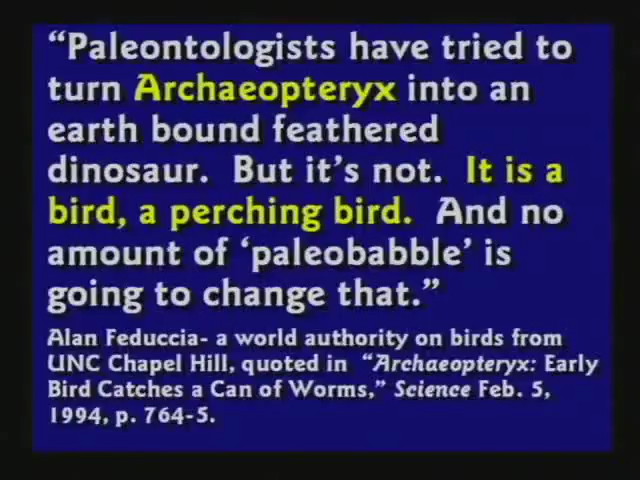 “Paleontologists have tried to
turn Archaeopteryx into an
earth bound feathered
dinosaur.  But it’s not.  It is a
bird, a perching bird.  And no
amount of ‘paleobabble’ is
going to change that.”
Alan Feduccia- a world authority on birds from
UNC Chapel Hill, quoted in  “Archaeopteryx: Early
Bird Catches a Can of Worms,” Science Feb. 5,
1994, p. 764-5.